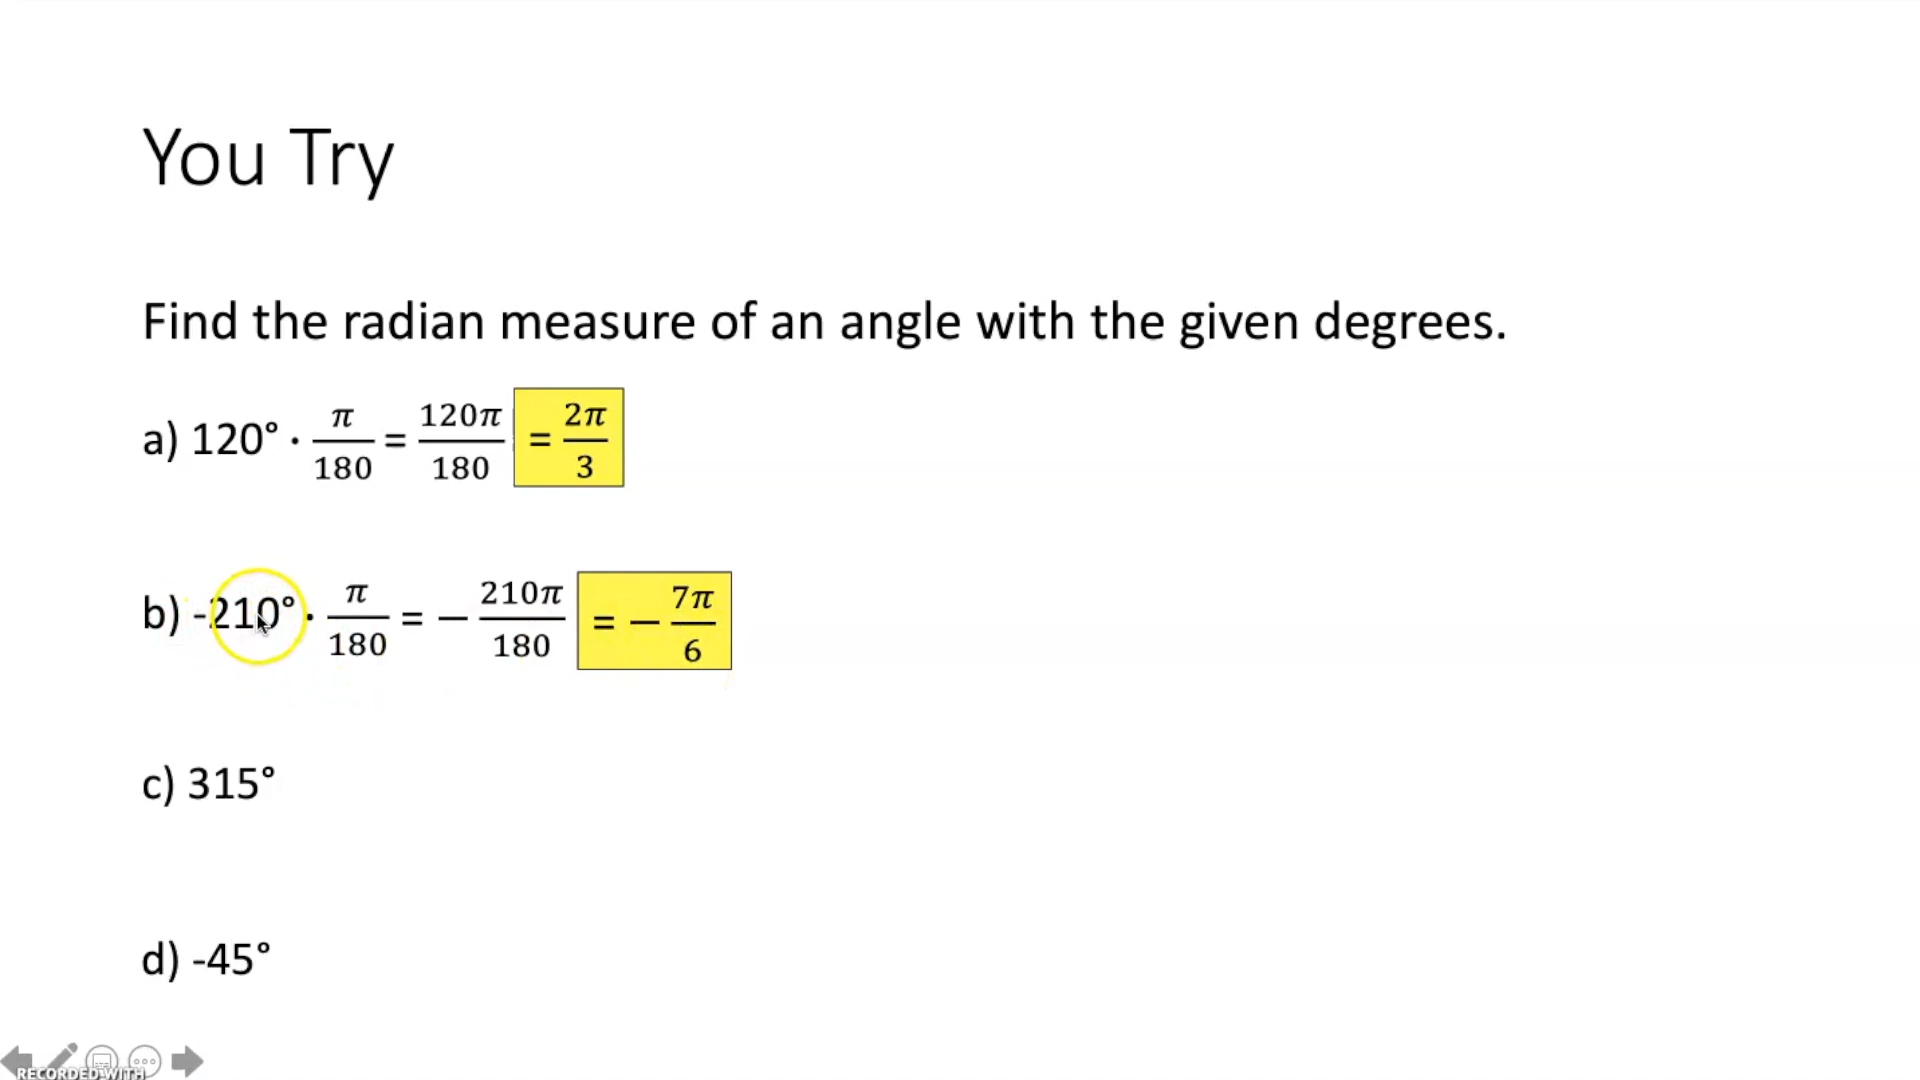 You Try
Find the radian measure of an angle with the given degrees.
a) 120° · π/180 = 120π/180 = 2π/3
b) -210° · π/180 = − 210π/180 = − 7π/6
c) 315°
d) -45°
RECORDED WITH